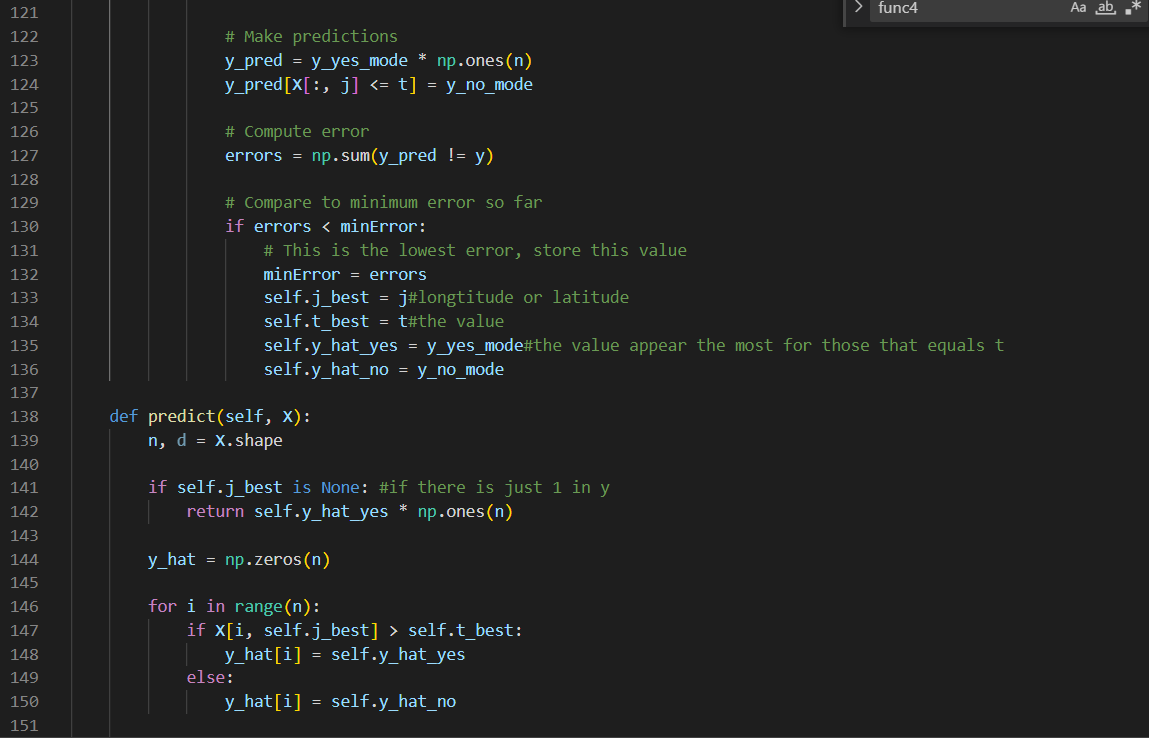 func4 Aa ab .*
121
122 # Make predictions
123 y_pred = y_yes_mode * np.ones(n)
124 y_pred[X[:, j] <= t] = y_no_mode
125
126 # Compute error
127 errors = np.sum(y_pred != y)
128
129 # Compare to minimum error so far
130 if errors < minError:
131 # This is the lowest error, store this value
132 minError = errors
133 self.j_best = j#longtitude or latitude
134 self.t_best = t#the value
135 self.y_hat_yes = y_yes_mode#the value appear the most for those that equals t
136 self.y_hat_no = y_no_mode
137
138 def predict(self, X):
139 n, d = X.shape
140
141 if self.j_best is None: #if there is just 1 in y
142 return self.y_hat_yes * np.ones(n)
143
144 y_hat = np.zeros(n)
145
146 for i in range(n):
147 if X[i, self.j_best] > self.t_best:
148 y_hat[i] = self.y_hat_yes
149 else:
150 y_hat[i] = self.y_hat_no
151